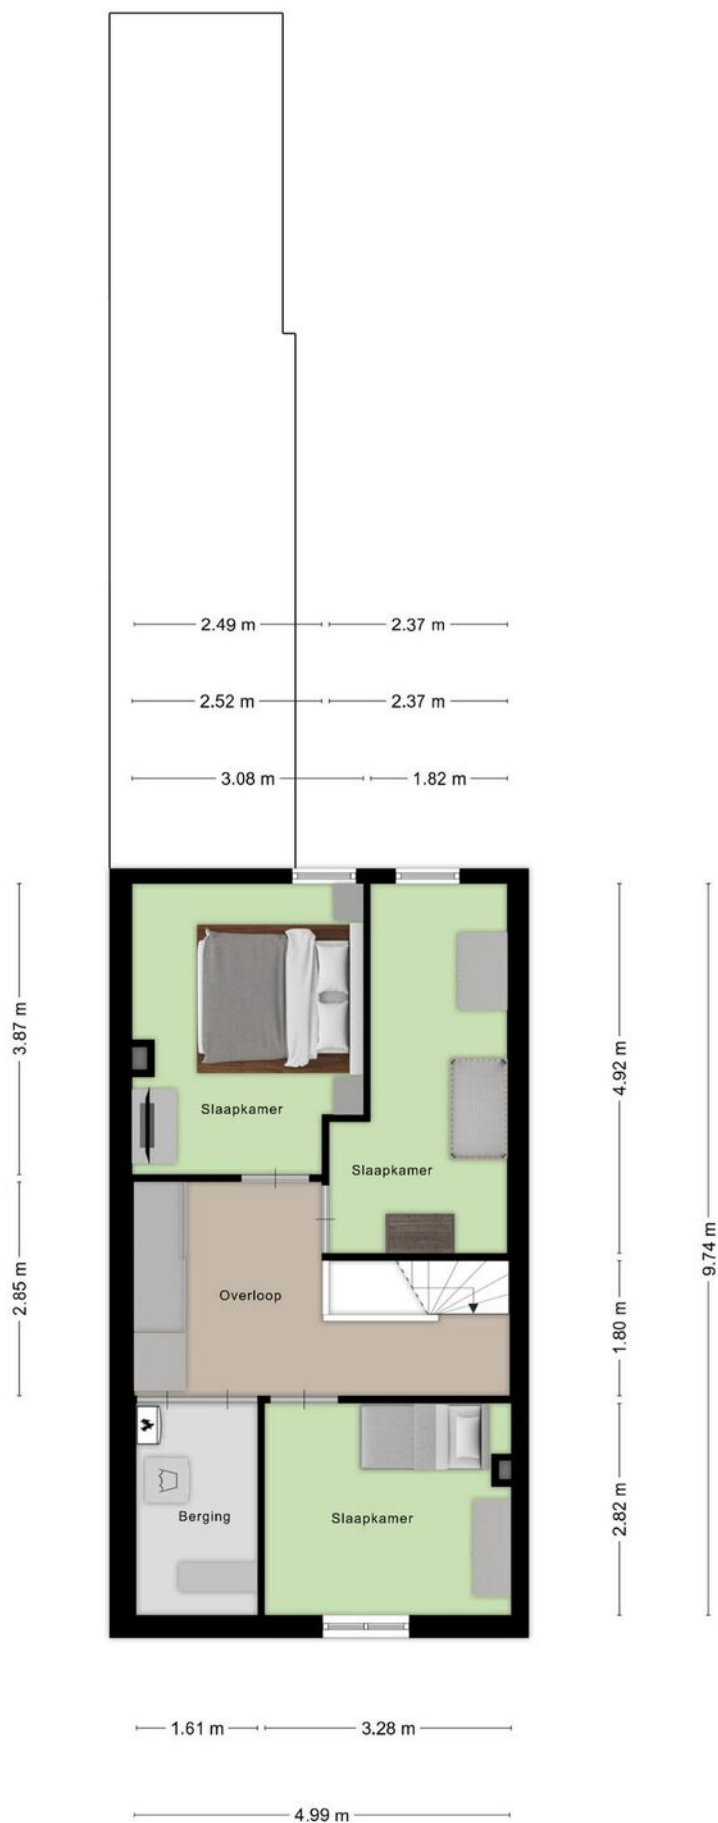 2.49 m 2.37 m
2.52 m 2.37 m
3.08 m 1.82 m
3.87 m
4.92 m
Slaapkamer
Slaapkamer
9.74 m
2.85 m
Overloop
1.80 m
2.82 m
Berging
Slaapkamer
1.61 m 3.28 m
4.99 m